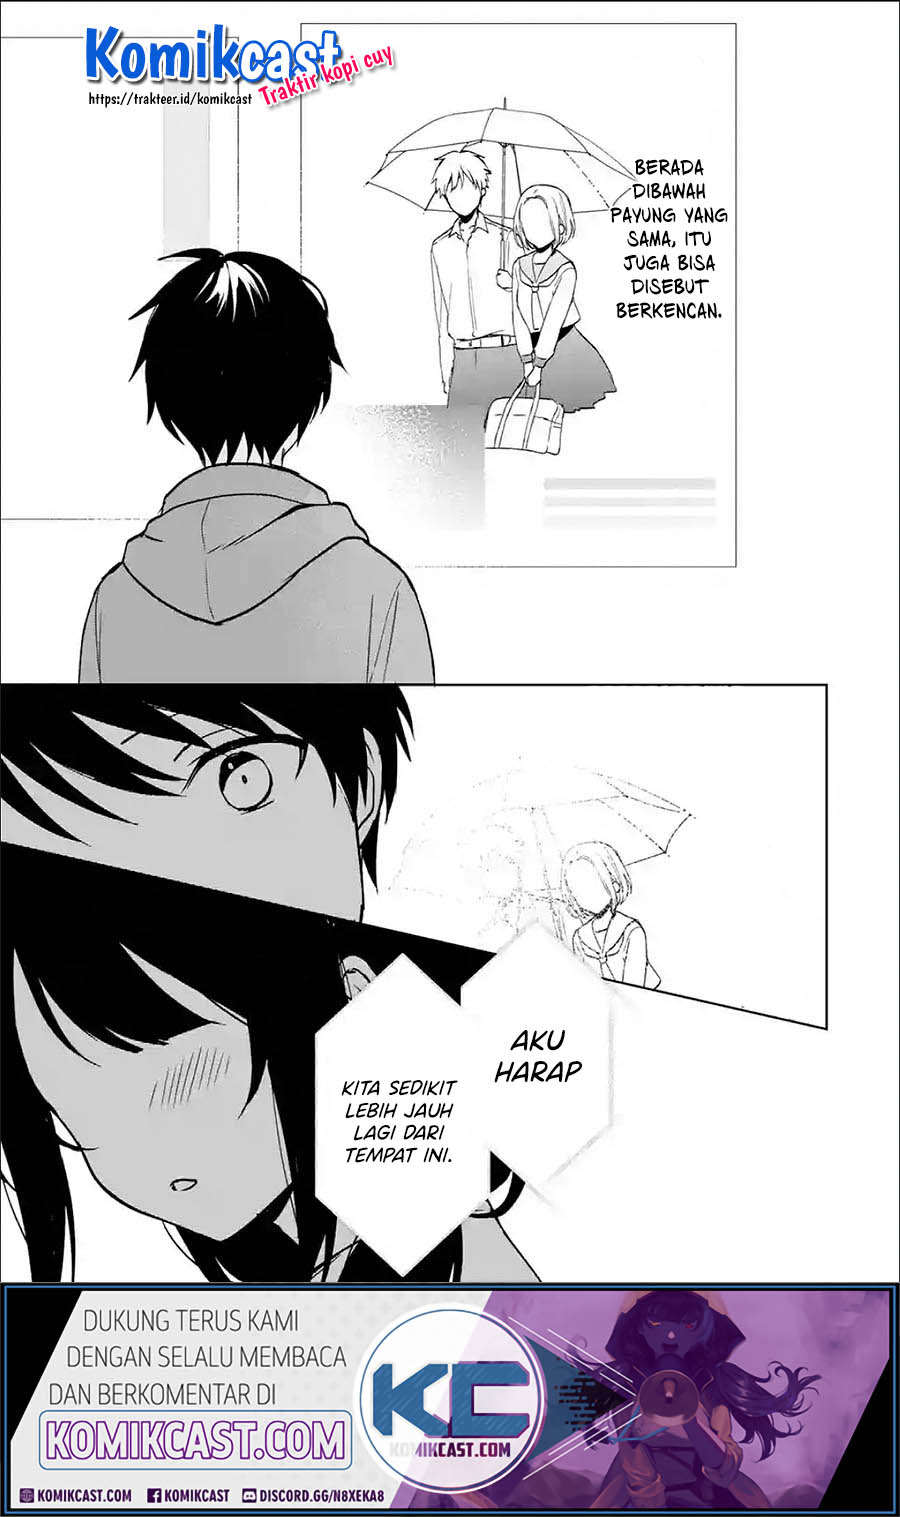 Komikcast
https://trakteer.id/komikcast
Traktir kopi cuy
BERADA
DIBAWAH
PAYUNG YANG
SAMA, ITU
JUGA BISA
DISEBUT
BERKENCAN.
AKU
HARAP
KITA SEDIKIT
LEBIH JAUH
LAGI DARI
TEMPAT INI.
DUKUNG TERUS KAMI
DENGAN SELALU MEMBACA
DAN BERKOMENTAR DI
KOMIKCAST.COM
KC
KOMIKCAST.COM
KOMIKCAST.COM
KOMIKCAST
DISCORD.GG/N8XEKA8